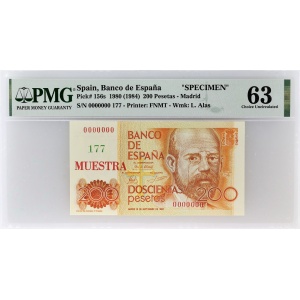 PMG
PAPER MONEY GUARANTY
Spain, Banco de España "SPECIMEN"
Pick# 156s 1980 (1984) 200 Pesetas - Madrid
S/N 0000000 177 - Printer: FNMT - Wmk: L. Alas
63
Choice Uncirculated
0000000
BANCO
DE
ESPAÑA
177
MUESTRA
DOSCIENTAS
pesetas
200
0000000